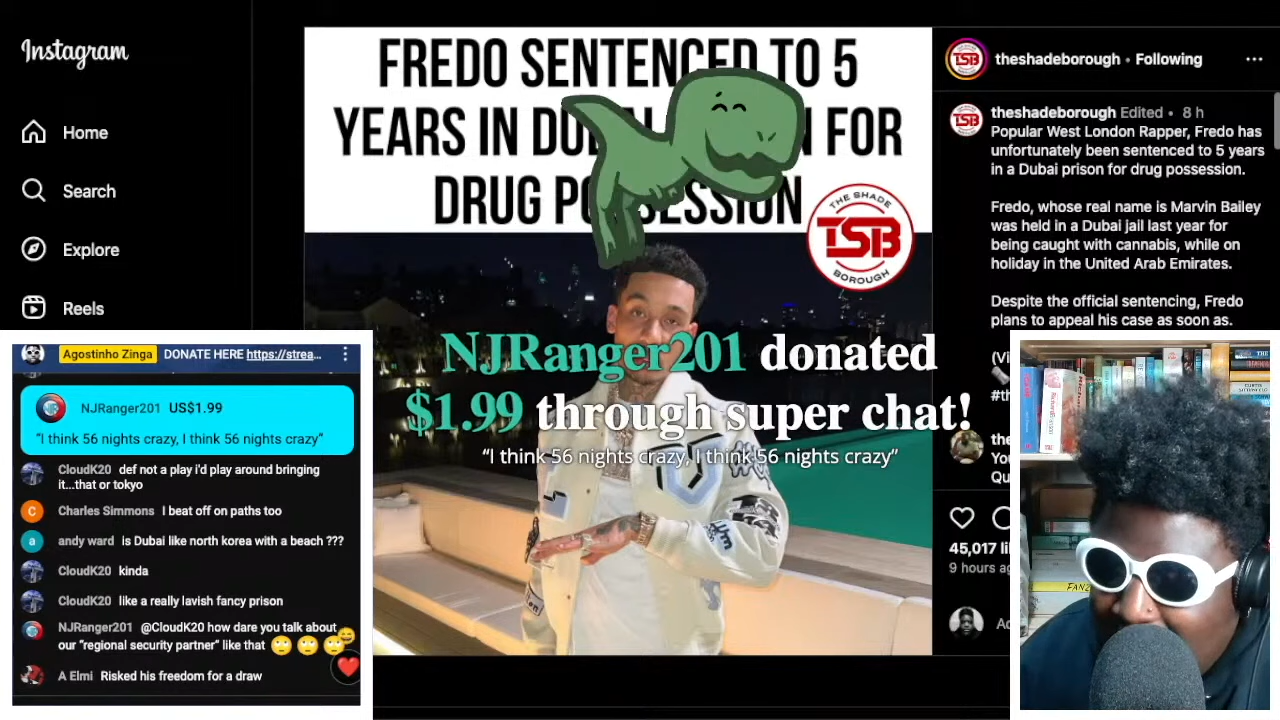 Instagram
Home
Search
Explore
Reels
FREDO SENTENCED TO 5
YEARS IN FOR
DRUG POSSESSION
THE SHADE
TSB
BOROUGH
TSB
theshadeborough • Following
theshadeborough Edited • 8 h
Popular West London Rapper, Fredo has
unfortunately been sentenced to 5 years
in a Dubai prison for drug possession.
Fredo, whose real name is Marvin Bailey
was held in a Dubai jail last year for
being caught with cannabis, while on
holiday in the United Arab Emirates.
Despite the official sentencing, Fredo
plans to appeal his case as soon as.
45,017
9 hours
NJRanger201 donated
$1.99 through super chat!
“I think 56 nights crazy, I think 56 nights crazy”
Agostinho Zinga DONATE HERE https://strea...
NJRanger201 US$1.99
“I think 56 nights crazy, I think 56 nights crazy”
CloudK20 def not a play i'd play around bringing
it...that or tokyo
C Charles Simmons I beat off on paths too
a andy ward is Dubai like north korea with a beach ???
CloudK20 kinda
CloudK20 like a really lavish fancy prison
NJRanger201 @CloudK20 how dare you talk about
our “regional security partner” like that
A Elmi Risked his freedom for a draw